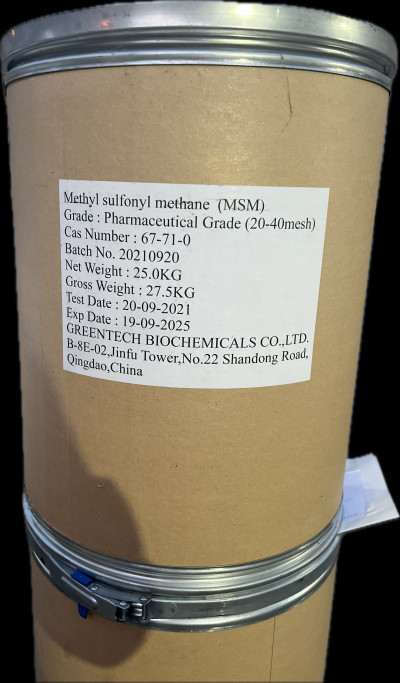 Methyl sulfonyl methane (MSM)
Grade : Pharmaceutical Grade (20-40mesh)
Cas Number : 67-71-0
Batch No. 20210920
Net Weight : 25.0KG
Gross Weight : 27.5KG
Test Date : 20-09-2021
Exp Date : 19-09-2025
GREENTECH BIOCHEMICALS CO.,LTD.
B-8E-02,Jinfu Tower,No.22 Shandong Road,
Qingdao,China